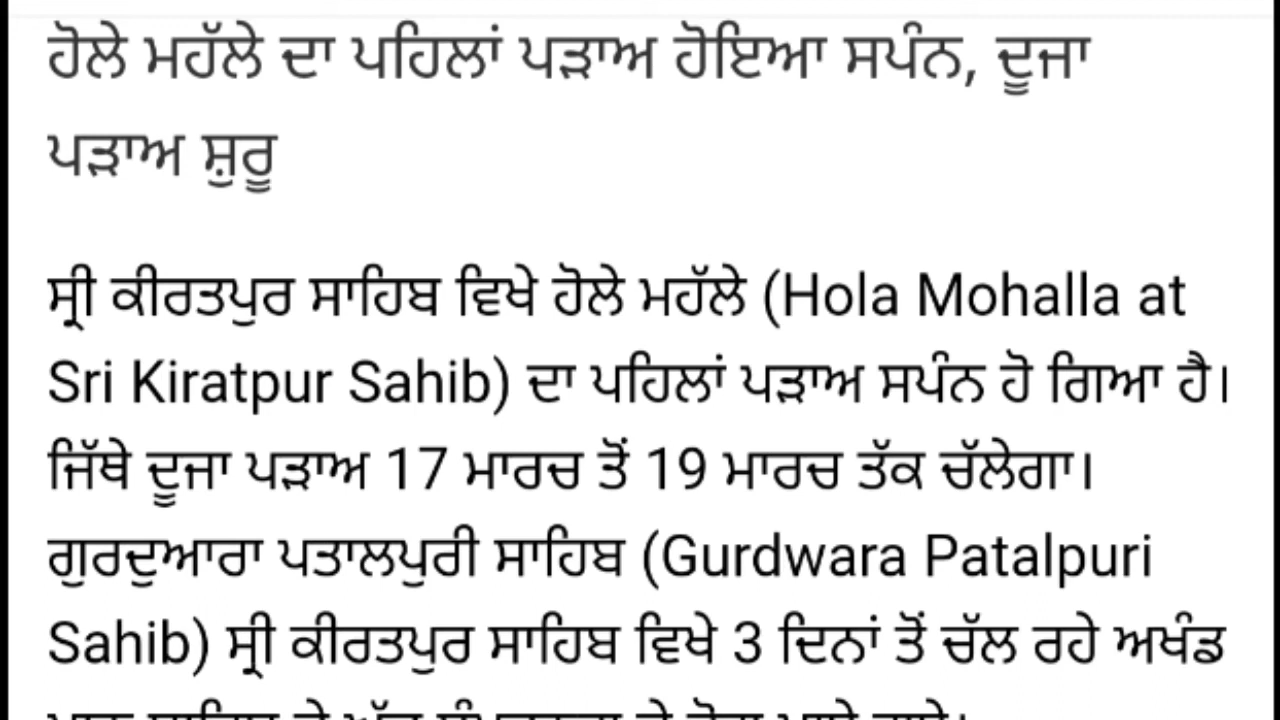 ਹੋਲੇ ਮਹੱਲੇ ਦਾ ਪਹਿਲਾਂ ਪੜਾਅ ਹੋਇਆ ਸਪੰਨ, ਦੂਜਾ
ਪੜਾਅ ਸ਼ੁਰੂ
ਸ੍ਰੀ ਕੀਰਤਪੁਰ ਸਾਹਿਬ ਵਿਖੇ ਹੋਲੇ ਮਹੱਲੇ (Hola Mohalla at
Sri Kiratpur Sahib) ਦਾ ਪਹਿਲਾਂ ਪੜਾਅ ਸਪੰਨ ਹੋ ਗਿਆ ਹੈ।
ਜਿੱਥੇ ਦੂਜਾ ਪੜਾਅ 17 ਮਾਰਚ ਤੋਂ 19 ਮਾਰਚ ਤੱਕ ਚੱਲੇਗਾ।
ਗੁਰਦੁਆਰਾ ਪਤਾਲਪੁਰੀ ਸਾਹਿਬ (Gurdwara Patalpuri
Sahib) ਸ੍ਰੀ ਕੀਰਤਪੁਰ ਸਾਹਿਬ ਵਿਖੇ 3 ਦਿਨਾਂ ਤੋਂ ਚੱਲ ਰਹੇ ਅਖੰਡ